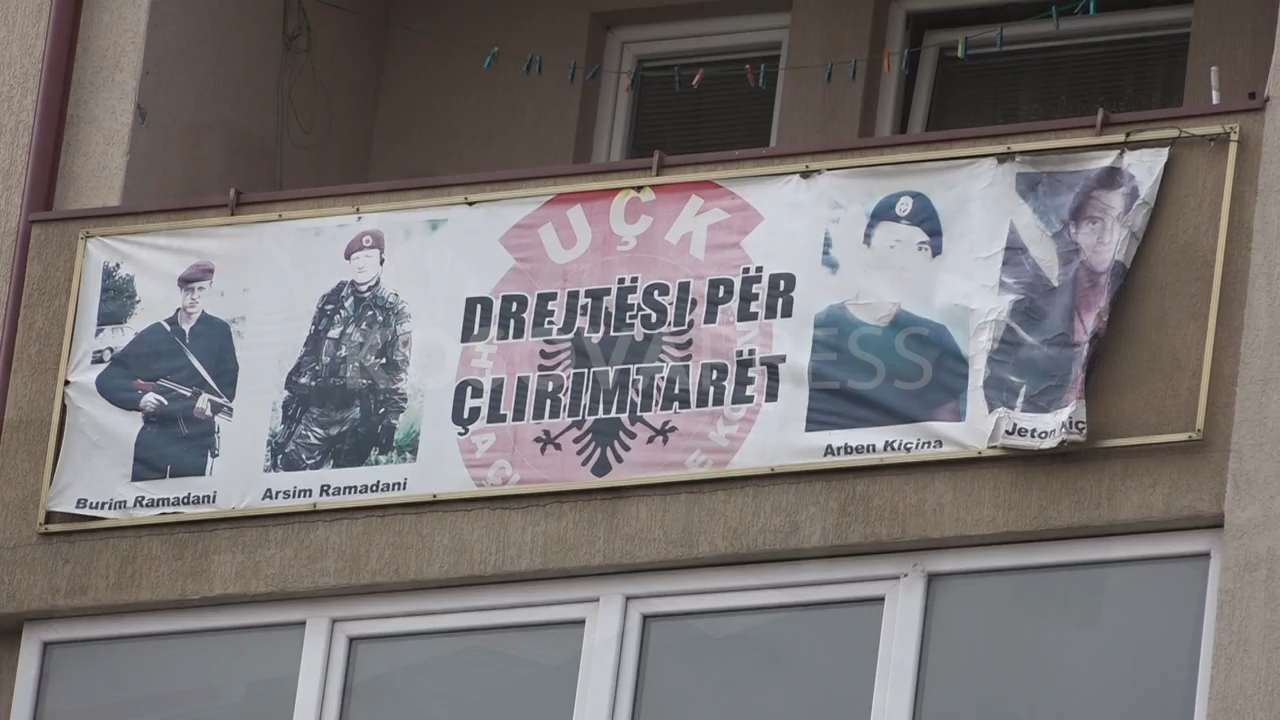 UÇK
DREJTËSI PËR
ÇLIRIMTARËT
Burim Ramadani
Arsim Ramadani
Arben Kiçina
Jeton